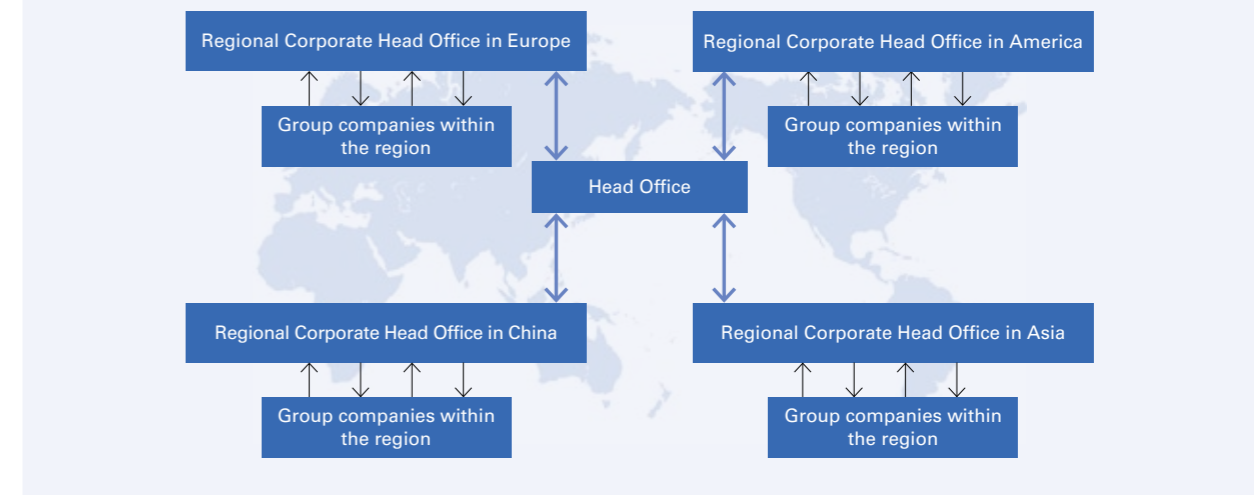 Regional Corporate Head Office in Europe
Regional Corporate Head Office in America
Group companies within
the region
Group companies within
the region
Head Office
Regional Corporate Head Office in China
Regional Corporate Head Office in Asia
Group companies within
the region
Group companies within
the region